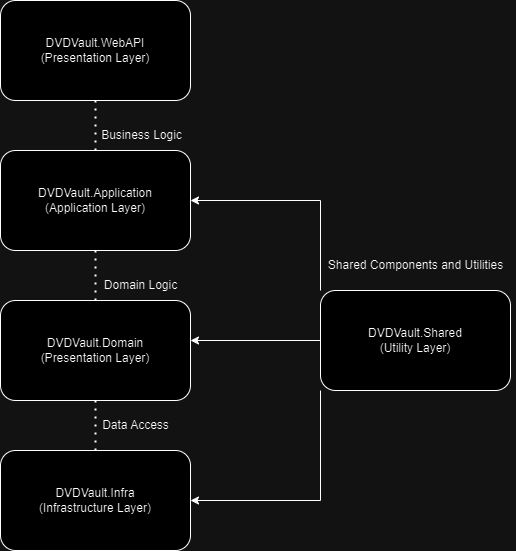 DVDVault.WebAPI
(Presentation Layer)
Business Logic
DVDVault.Application
(Application Layer)
Domain Logic
Shared Components and Utilities
DVDVault.Shared
(Utility Layer)
DVDVault.Domain
(Presentation Layer)
Data Access
DVDVault.Infra
(Infrastructure Layer)